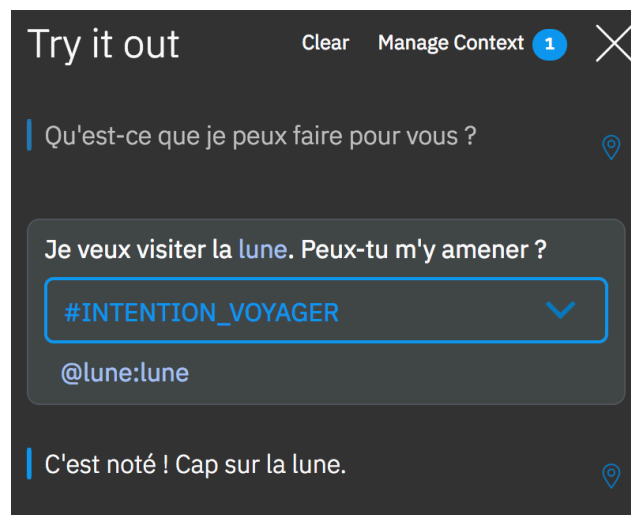 Try it out Clear Manage Context 1
Qu'est-ce que je peux faire pour vous ?
Je veux visiter la lune. Peux-tu m'y amener ?
#INTENTION_VOYAGER
@lune:lune
C'est noté ! Cap sur la lune.